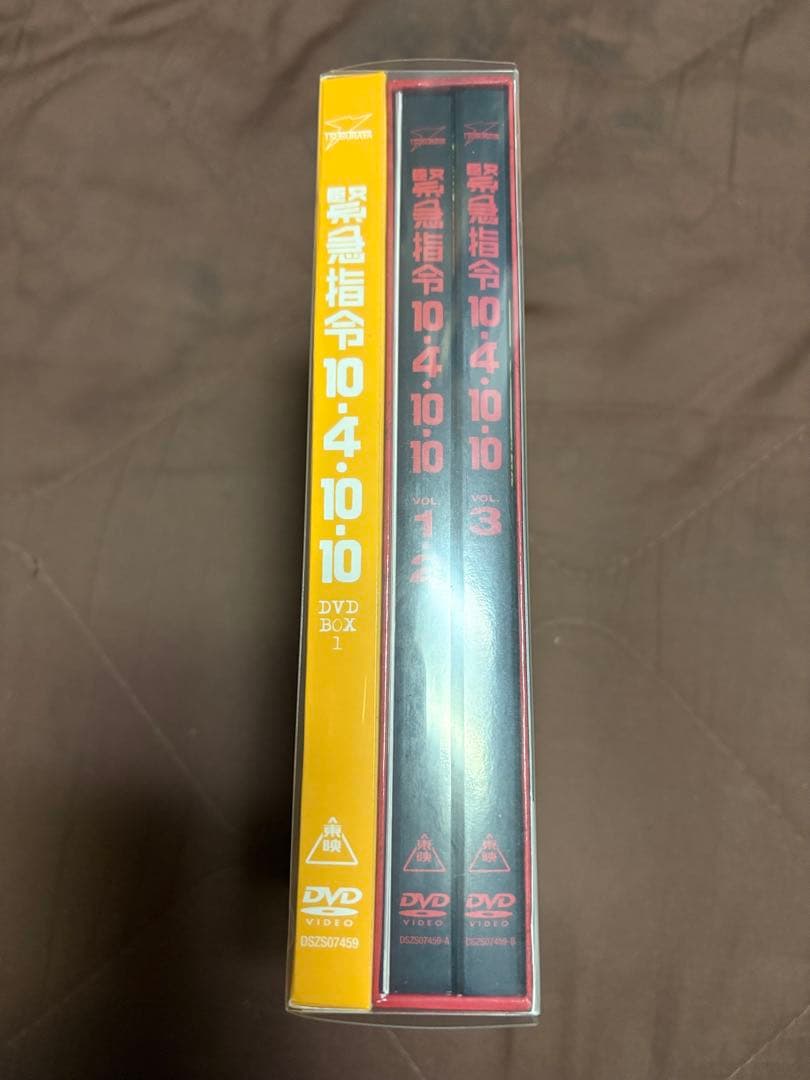 TSUBURAYA
緊急指令
10・4・10・10
DVD
BOX
1
東映
DVD
VIDEO
DSZS07459
TSUBURAYA
緊急指令
10・4・10・10
VOL.
1・2
東映
DVD
VIDEO
DSZS07459-A
TSUBURAYA
緊急指令
10・4・10・10
VOL.
3
東映
DVD
VIDEO
DSZS07459-B